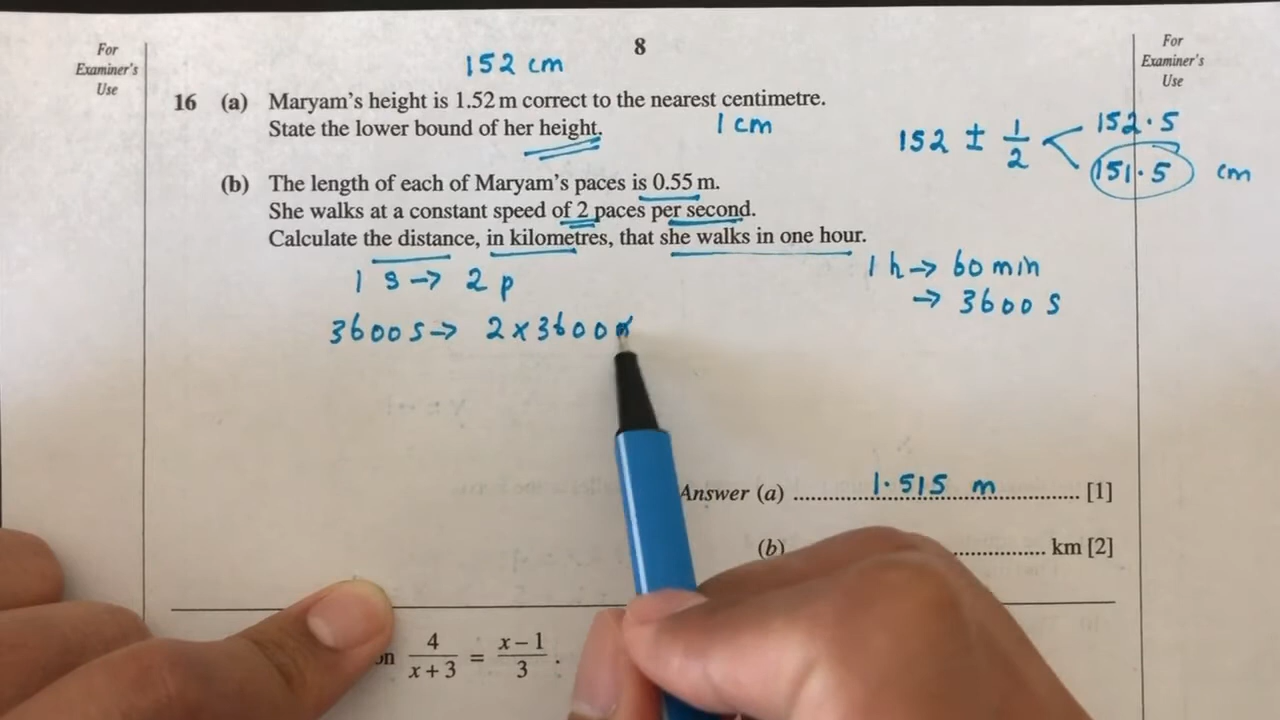 For
Examiner's
Use
8
For
Examiner's
Use
152 cm
16 (a) Maryam's height is 1.52 m correct to the nearest centimetre.
State the lower bound of her height.
1 cm
152 ± 1/2 < 152.5
151.5 cm
(b) The length of each of Maryam's paces is 0.55 m.
She walks at a constant speed of 2 paces per second.
Calculate the distance, in kilometres, that she walks in one hour.
1 s → 2 p
1 h → 60 min
→ 3600 s
3600 s → 2 × 3600
Answer (a) ............ 1.515 m ............ [1]
(b) ............ km [2]
4/(x + 3) = (x − 1)/3 .